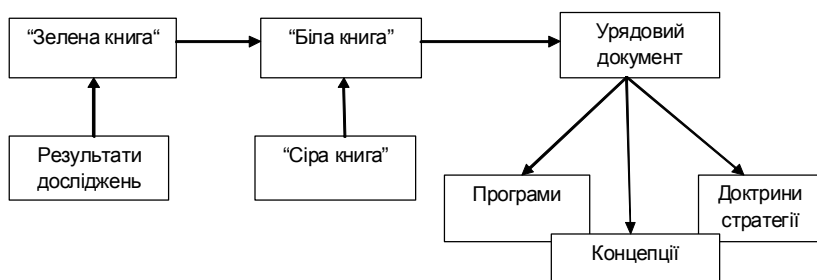 “Зелена книга“
“Біла книга”
Урядовий
документ
Результати
досліджень
“Сіра книга”
Програми
Доктрини
стратегії
Концепції